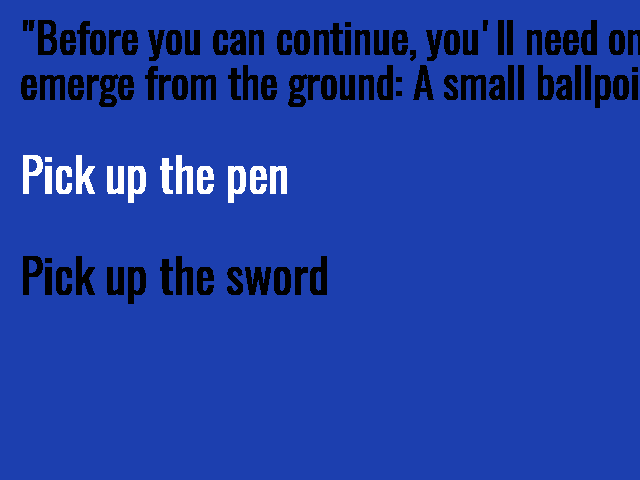 "Before you can continue, you'll need
emerge from the ground: A small
Pick up the pen
Pick up the sword